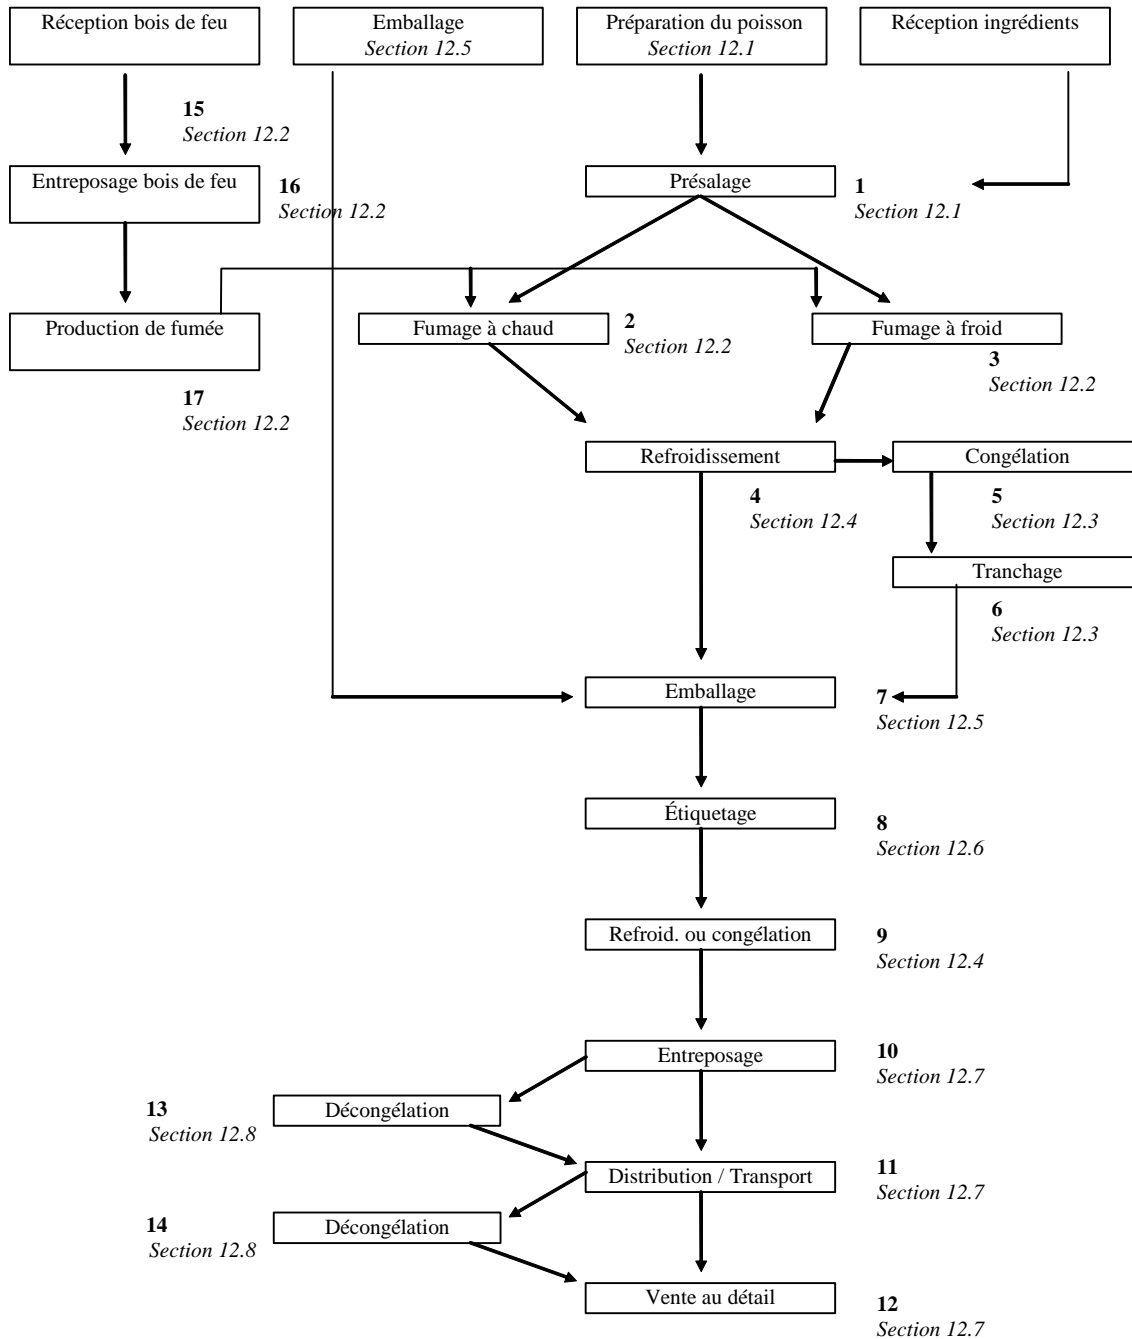 Réception bois de feu
Emballage
Section 12.5
Préparation du poisson
Section 12.1
Réception ingrédients
15
Section 12.2
Entreposage bois de feu
16
Section 12.2
Présalage
1
Section 12.1
Production de fumée
17
Section 12.2
Fumage à chaud
2
Section 12.2
Fumage à froid
3
Section 12.2
Refroidissement
4
Section 12.4
Congélation
5
Section 12.3
Tranchage
6
Section 12.3
Emballage
7
Section 12.5
Étiquetage
8
Section 12.6
Refroid. ou congélation
9
Section 12.4
Entreposage
10
Section 12.7
13
Section 12.8
Décongélation
Distribution / Transport
11
Section 12.7
14
Section 12.8
Décongélation
Vente au détail
12
Section 12.7